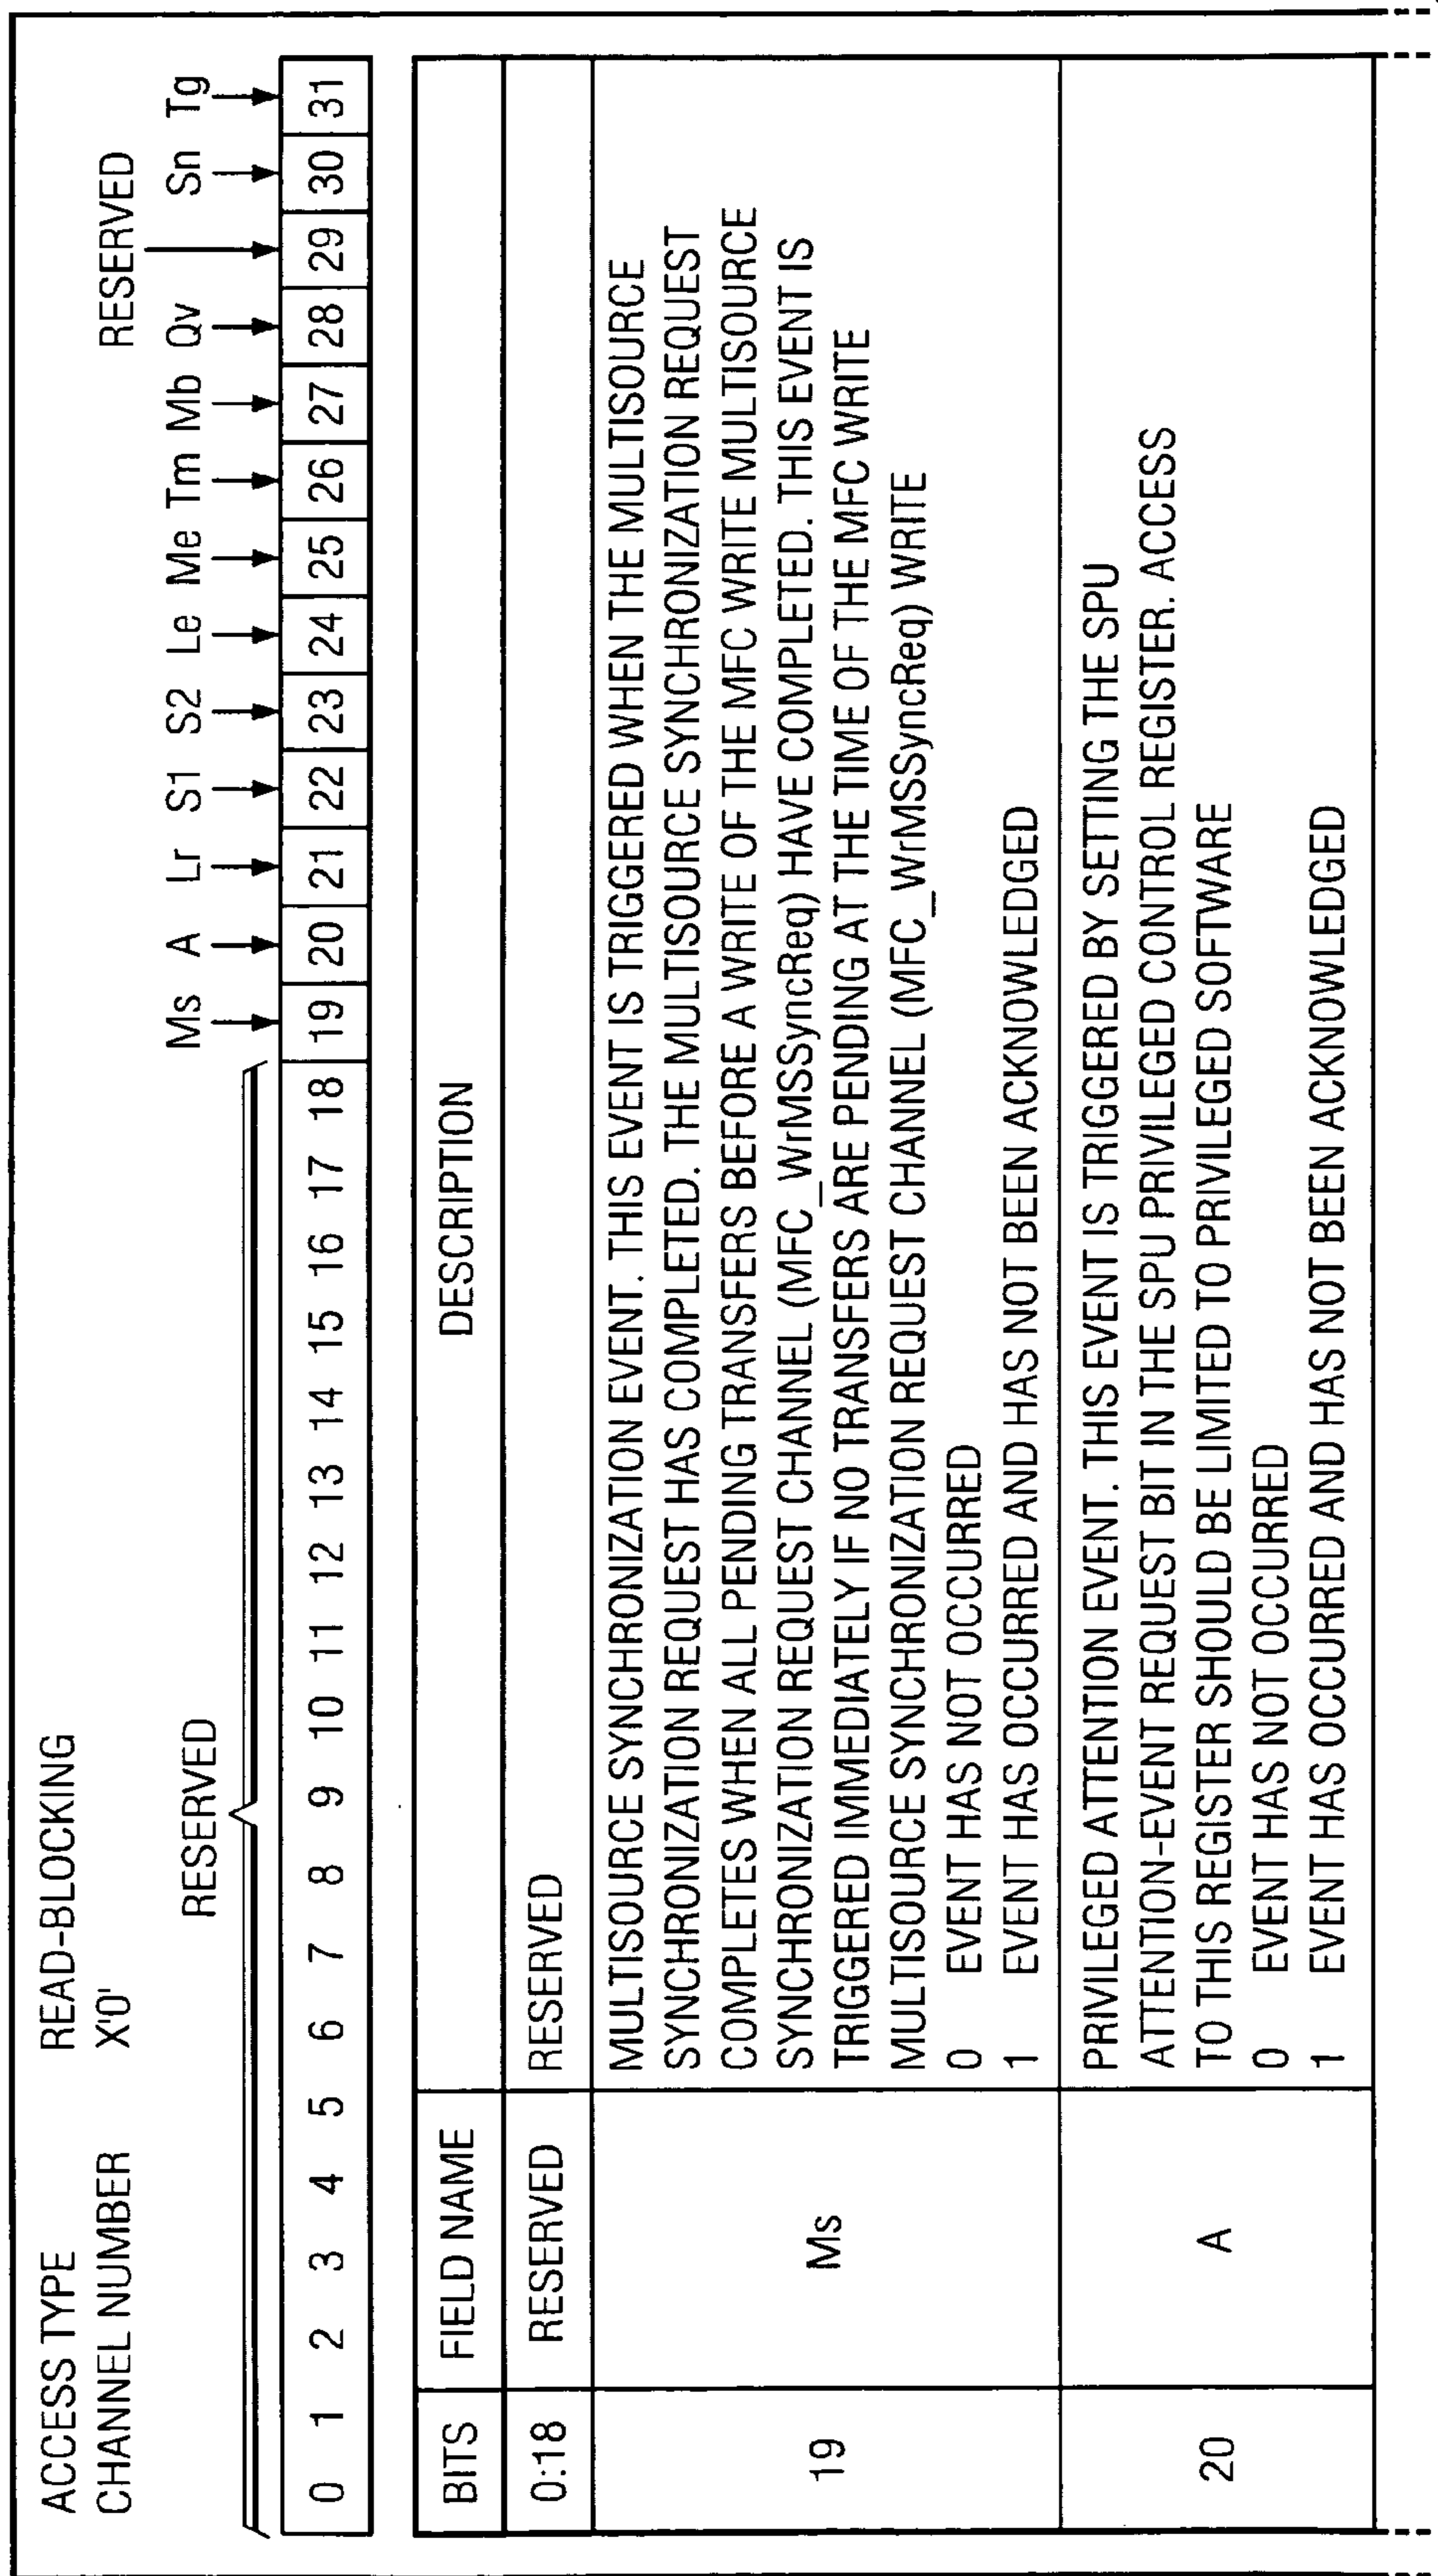 ACCESS TYPE READ-BLOCKING
CHANNEL NUMBER X'0'
RESERVED
RESERVED
Ms A Lr S1 S2 Le Me Tm Mb Qv Sn Tg
0 1 2 3 4 5 6 7 8 9 10 11 12 13 14 15 16 17 18 19 20 21 22 23 24 25 26 27 28 29 30 31
BITS FIELD NAME DESCRIPTION
0:18 RESERVED RESERVED
19 Ms
MULTISOURCE SYNCHRONIZATION EVENT. THIS EVENT IS TRIGGERED WHEN THE MULTISOURCE
SYNCHRONIZATION REQUEST HAS COMPLETED. THE MULTISOURCE SYNCHRONIZATION REQUEST
COMPLETES WHEN ALL PENDING TRANSFERS BEFORE A WRITE OF THE MFC WRITE MULTISOURCE
SYNCHRONIZATION REQUEST CHANNEL (MFC_WrMSSyncReq) HAVE COMPLETED. THIS EVENT IS
TRIGGERED IMMEDIATELY IF NO TRANSFERS ARE PENDING AT THE TIME OF THE MFC WRITE
MULTISOURCE SYNCHRONIZATION REQUEST CHANNEL (MFC_WrMSSyncReq) WRITE
0 EVENT HAS NOT OCCURRED
1 EVENT HAS OCCURRED AND HAS NOT BEEN ACKNOWLEDGED
20 A
PRIVILEGED ATTENTION EVENT. THIS EVENT IS TRIGGERED BY SETTING THE SPU
ATTENTION-EVENT REQUEST BIT IN THE SPU PRIVILEGED CONTROL REGISTER. ACCESS
TO THIS REGISTER SHOULD BE LIMITED TO PRIVILEGED SOFTWARE
0 EVENT HAS NOT OCCURRED
1 EVENT HAS OCCURRED AND HAS NOT BEEN ACKNOWLEDGED